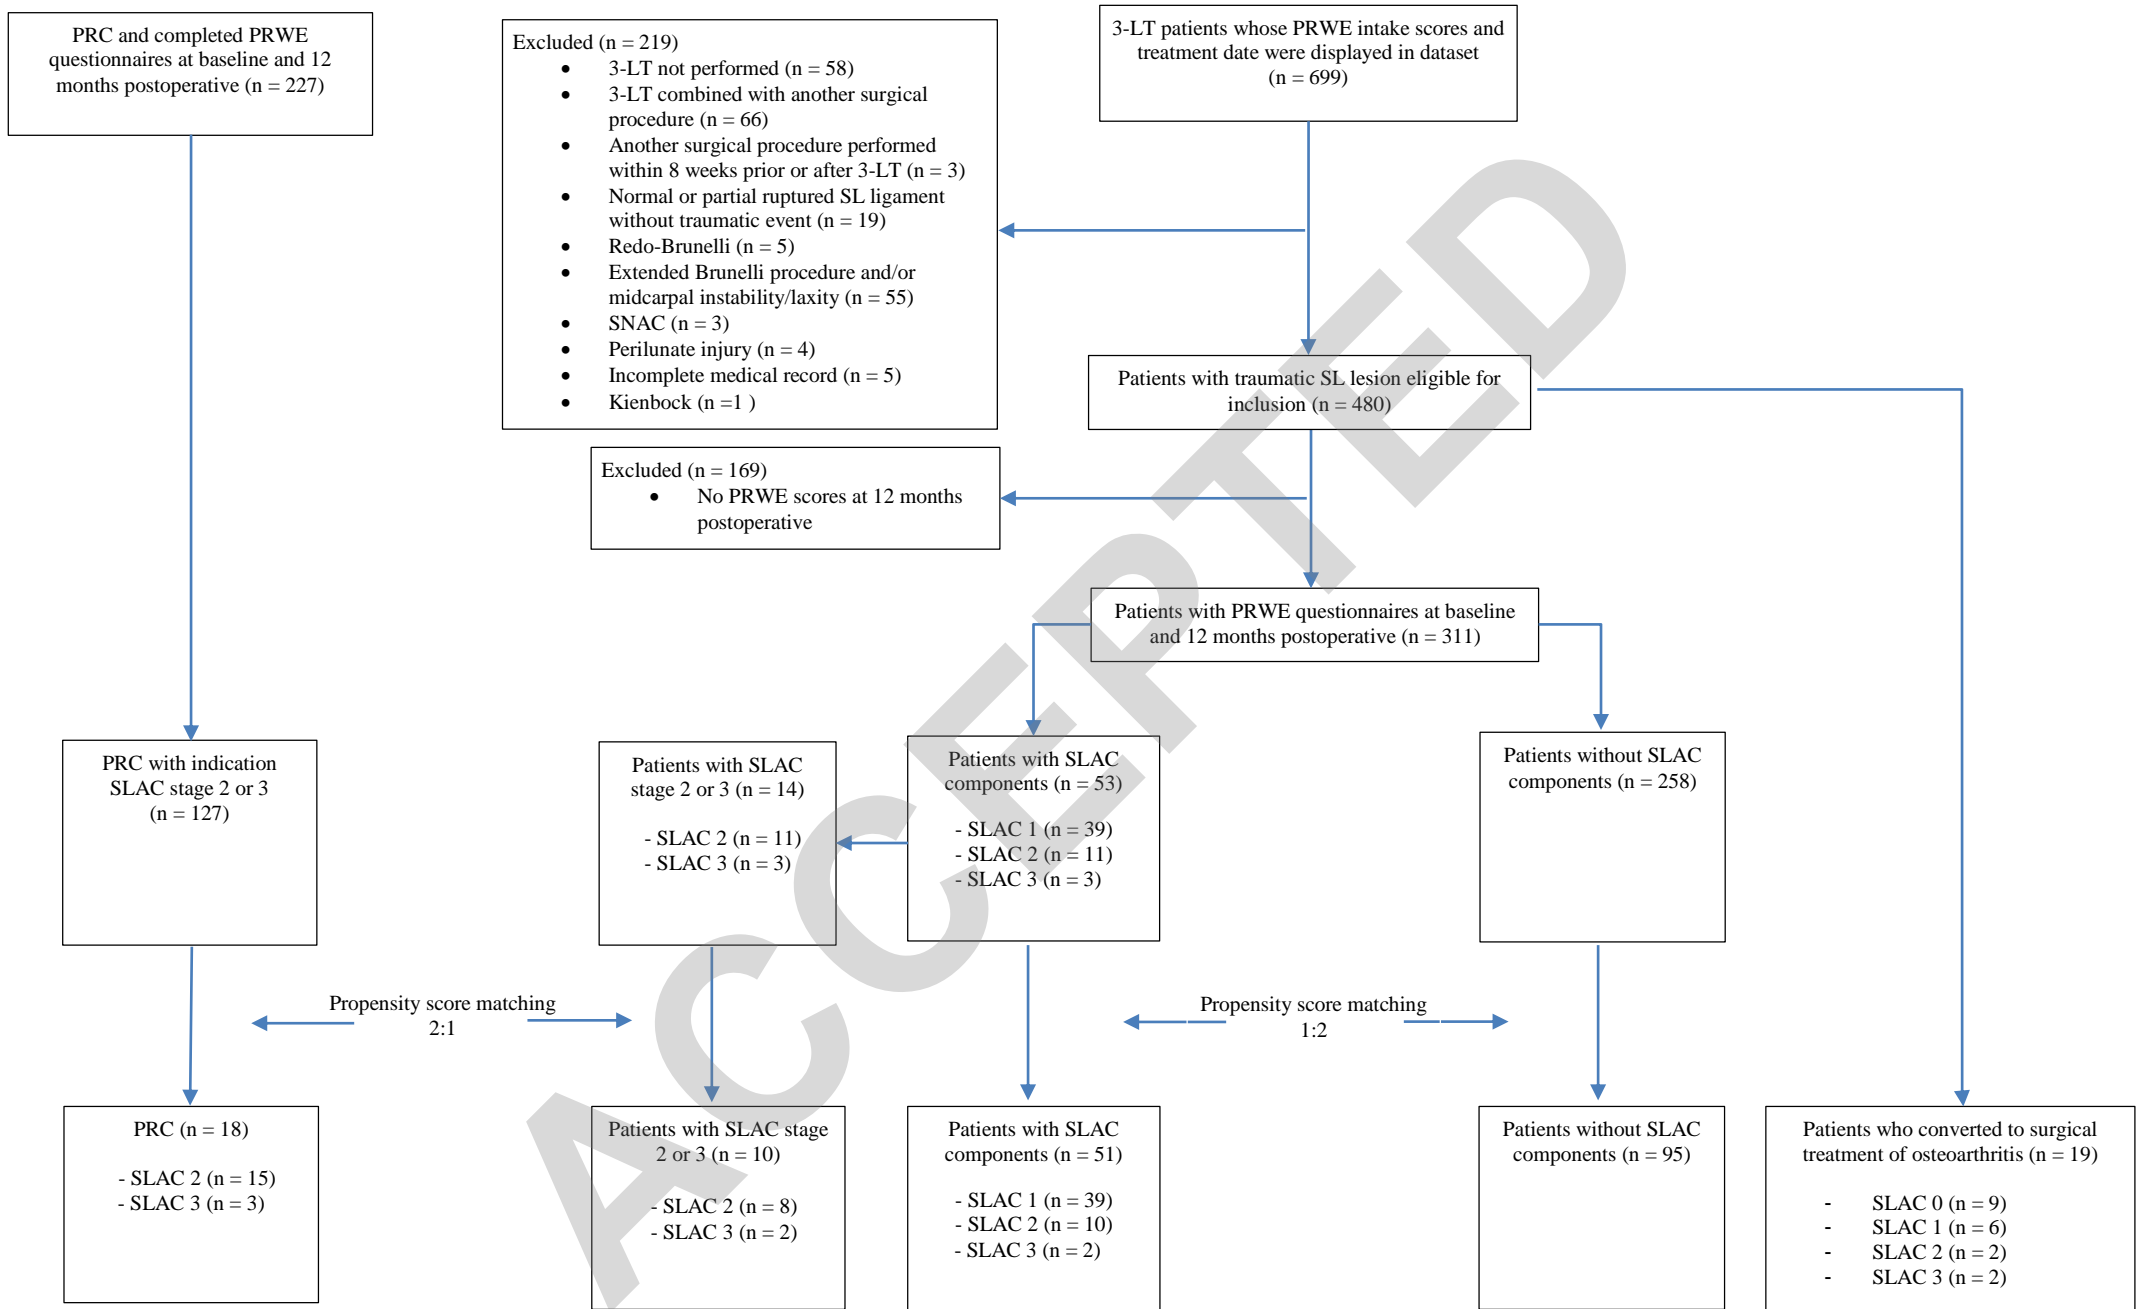 PRC and completed PRWE
questionnaires at baseline and 12
months postoperative (n = 227)
Excluded (n = 219)
• 3-LT not performed (n = 58)
• 3-LT combined with another surgical
procedure (n = 66)
• Another surgical procedure performed
within 8 weeks prior or after 3-LT (n = 3)
• Normal or partial ruptured SL ligament
without traumatic event (n = 19)
• Redo-Brunelli (n = 5)
• Extended Brunelli procedure and/or
midcarpal instability/laxity (n = 55)
• SNAC (n = 3)
• Perilunate injury (n = 4)
• Incomplete medical record (n = 5)
• Kienbock (n =1 )
3-LT patients whose PRWE intake scores and
treatment date were displayed in dataset
(n = 699)
Patients with traumatic SL lesion eligible for
inclusion (n = 480)
Excluded (n = 169)
• No PRWE scores at 12 months
postoperative
Patients with PRWE questionnaires at baseline
and 12 months postoperative (n = 311)
PRC with indication
SLAC stage 2 or 3
(n = 127)
Patients with SLAC
stage 2 or 3 (n = 14)
- SLAC 2 (n = 11)
- SLAC 3 (n = 3)
Patients with SLAC
components (n = 53)
- SLAC 1 (n = 39)
- SLAC 2 (n = 11)
- SLAC 3 (n = 3)
Patients without SLAC
components (n = 258)
Propensity score matching
2:1
Propensity score matching
1:2
PRC (n = 18)
- SLAC 2 (n = 15)
- SLAC 3 (n = 3)
Patients with SLAC stage
2 or 3 (n = 10)
- SLAC 2 (n = 8)
- SLAC 3 (n = 2)
Patients with SLAC
components (n = 51)
- SLAC 1 (n = 39)
- SLAC 2 (n = 10)
- SLAC 3 (n = 2)
Patients without SLAC
components (n = 95)
Patients who converted to surgical
treatment of osteoarthritis (n = 19)
- SLAC 0 (n = 9)
- SLAC 1 (n = 6)
- SLAC 2 (n = 2)
- SLAC 3 (n = 2)
ACCEPTED